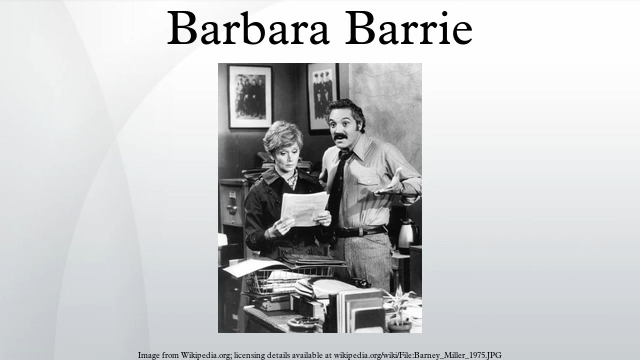 Barbara Barrie
Image from Wikipedia.org; licensing details available at wikipedia.org/wiki/File:Barney_Miller_1975.JPG